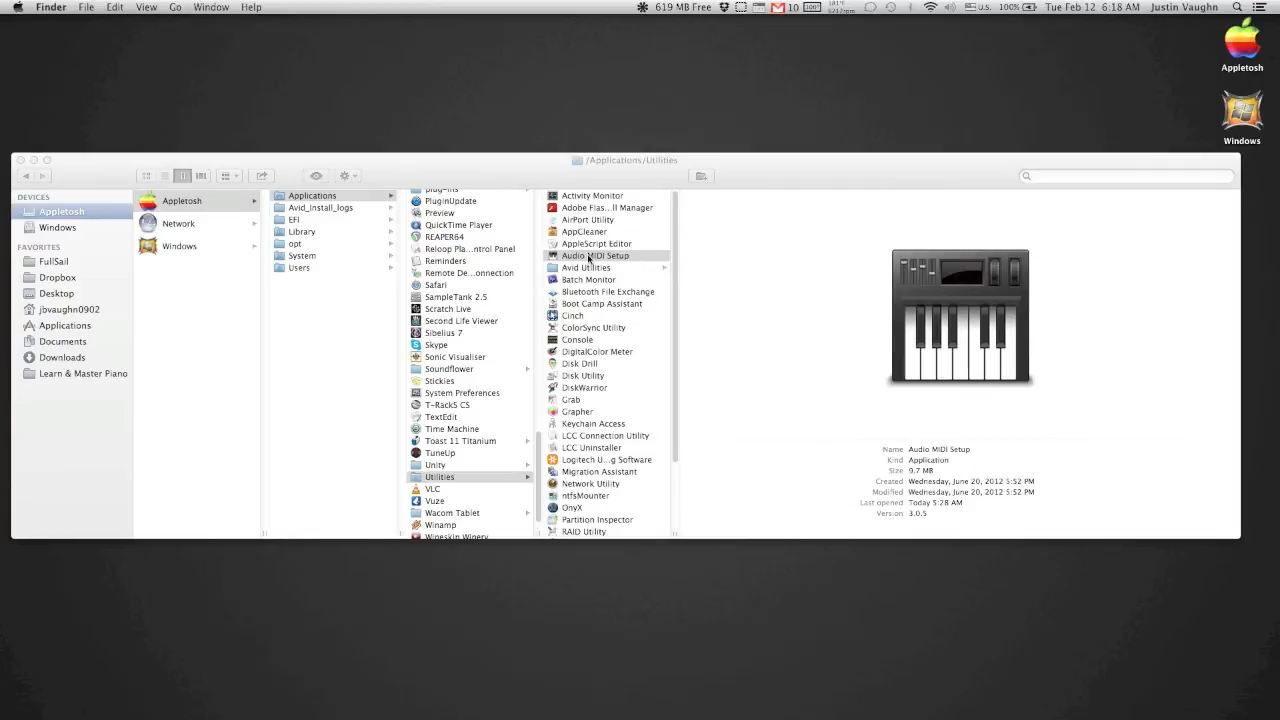 Finder File Edit View Go Window Help 619 MB Free 10 U.S. 100% Tue Feb 12 6:18 AM Justin Vaughn
Appletosh
Windows
/Applications/Utilities
DEVICES
Appletosh
Windows
FAVORITES
FullSail
Dropbox
Desktop
jbvaughn0902
Applications
Documents
Downloads
Learn & Master Piano
Appletosh
Network
Windows
Applications
Avid_Install_logs
EFI
Library
opt
System
Users
plug-ins
PluginUpdate
Preview
QuickTime Player
REAPER64
Reloop Pla...ntrol Panel
Reminders
Remote De...onnection
Safari
SampleTank 2.5
Scratch Live
Second Life Viewer
Sibelius 7
Skype
Sonic Visualiser
Soundflower
Stickies
System Preferences
T-RackS CS
TextEdit
Time Machine
Toast 11 Titanium
TuneUp
Unity
Utilities
VLC
Vuze
Wacom Tablet
Winamp
Wineskin Winery
Activity Monitor
Adobe Flas...ll Manager
AirPort Utility
AppCleaner
AppleScript Editor
Audio MIDI Setup
Avid Utilities
Batch Monitor
Bluetooth File Exchange
Boot Camp Assistant
Cinch
ColorSync Utility
Console
DigitalColor Meter
Disk Drill
Disk Utility
DiskWarrior
Grab
Grapher
Keychain Access
LCC Connection Utility
LCC Uninstaller
Logitech U...g Software
Migration Assistant
Network Utility
ntfsMounter
OnyX
Partition Inspector
RAID Utility
Name Audio MIDI Setup
Kind Application
Size 9.7 MB
Created Wednesday, June 20, 2012 5:52 PM
Modified Wednesday, June 20, 2012 5:52 PM
Last opened Today 5:28 AM
Version 3.0.5